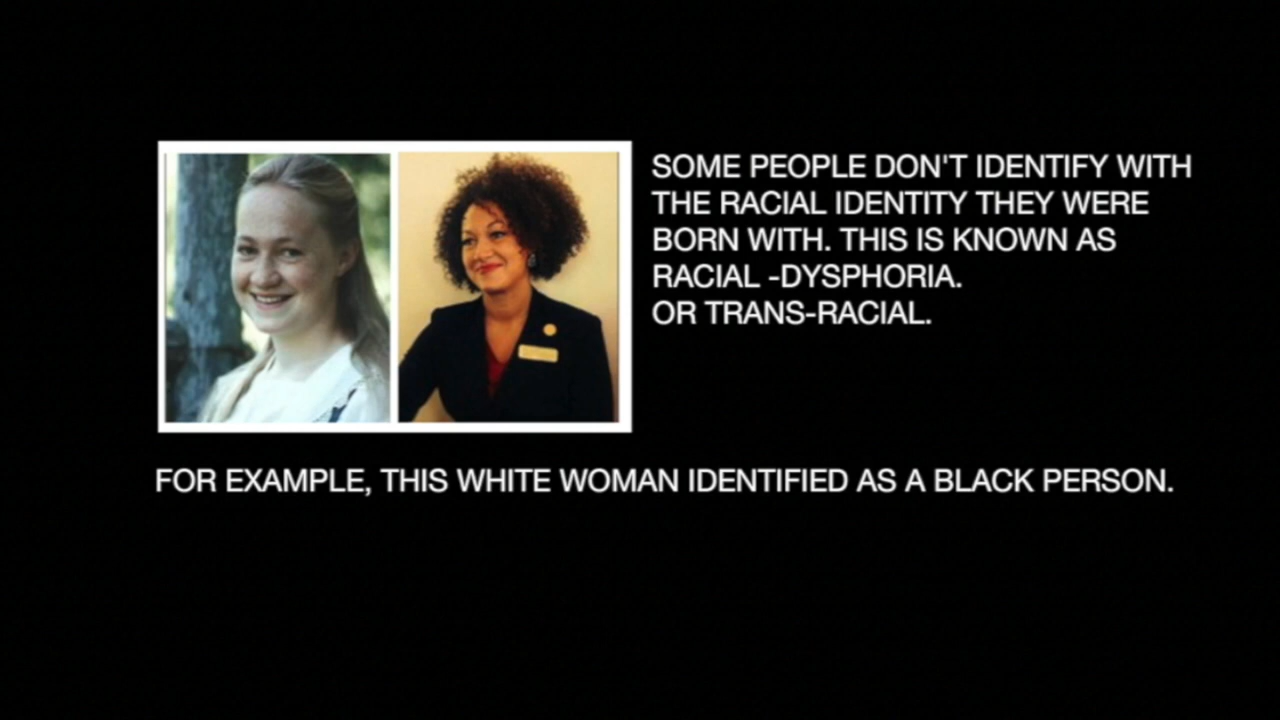 SOME PEOPLE DON'T IDENTIFY WITH
THE RACIAL IDENTITY THEY WERE
BORN WITH. THIS IS KNOWN AS
RACIAL -DYSPHORIA.
OR TRANS-RACIAL.
FOR EXAMPLE, THIS WHITE WOMAN IDENTIFIED AS A BLACK PERSON.